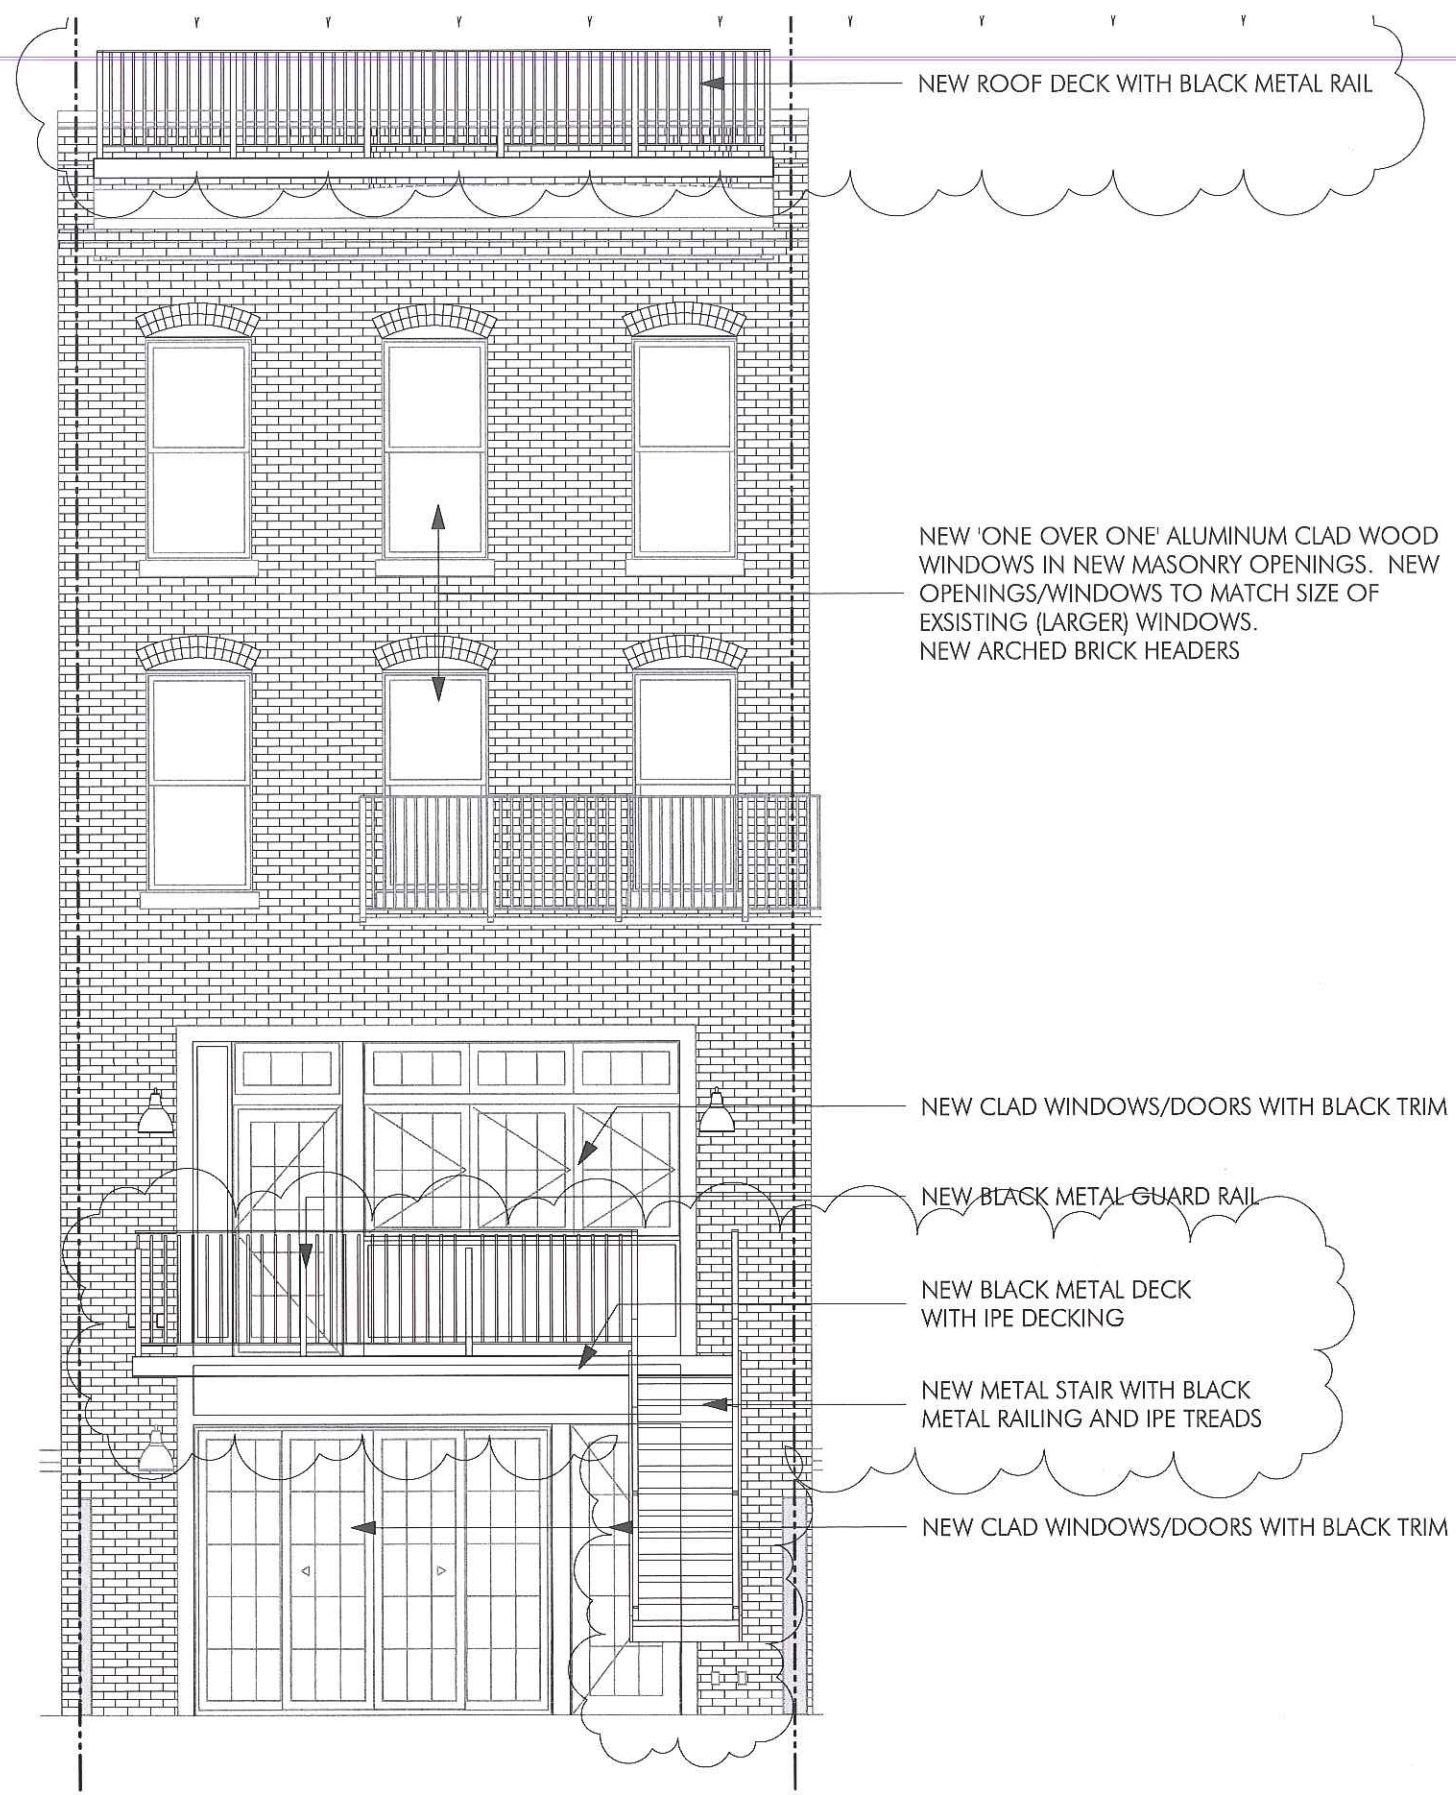 NEW ROOF DECK WITH BLACK METAL RAIL
NEW 'ONE OVER ONE' ALUMINUM CLAD WOOD
WINDOWS IN NEW MASONRY OPENINGS. NEW
OPENINGS/WINDOWS TO MATCH SIZE OF
EXSISTING (LARGER) WINDOWS.
NEW ARCHED BRICK HEADERS
NEW CLAD WINDOWS/DOORS WITH BLACK TRIM
NEW BLACK METAL GUARD RAIL
NEW BLACK METAL DECK
WITH IPE DECKING
NEW METAL STAIR WITH BLACK
METAL RAILING AND IPE TREADS
NEW CLAD WINDOWS/DOORS WITH BLACK TRIM